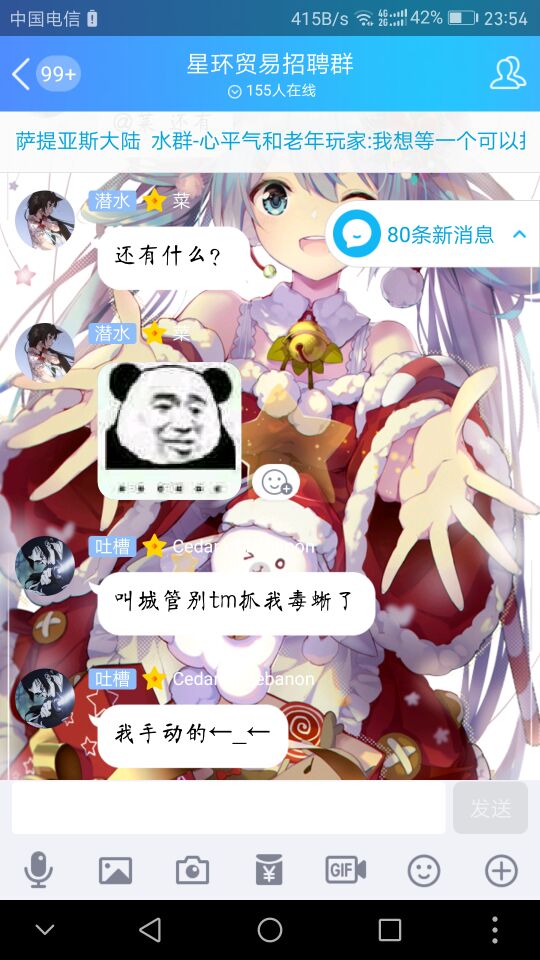 中国电信
415B/s
4G
2G
42%
23:54
99+
星环贸易招聘群
155人在线
萨提亚斯大陆 水群-心平气和老年玩家:我想等一个可以
潜水 菜
还有什么?
80条新消息
潜水 菜
吐槽
叫城管别tm抓我毒蜥了
吐槽
我手动的←_←
发送
GIF